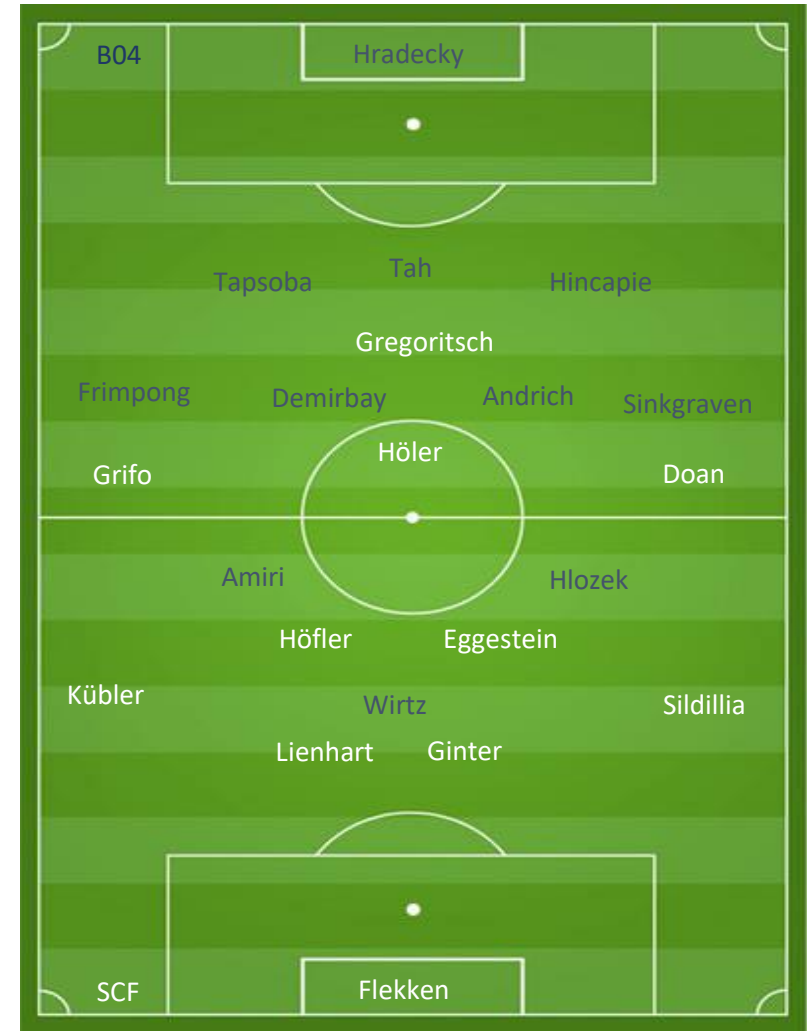 B04
Hradecky
Tah
Tapsoba
Hincapie
Gregoritsch
Frimpong
Demirbay
Andrich
Sinkgraven
Höler
Grifo
Doan
Amiri
Hlozek
Höfler
Eggestein
Kübler
Wirtz
Sildillia
Lienhart
Ginter
SCF
Flekken